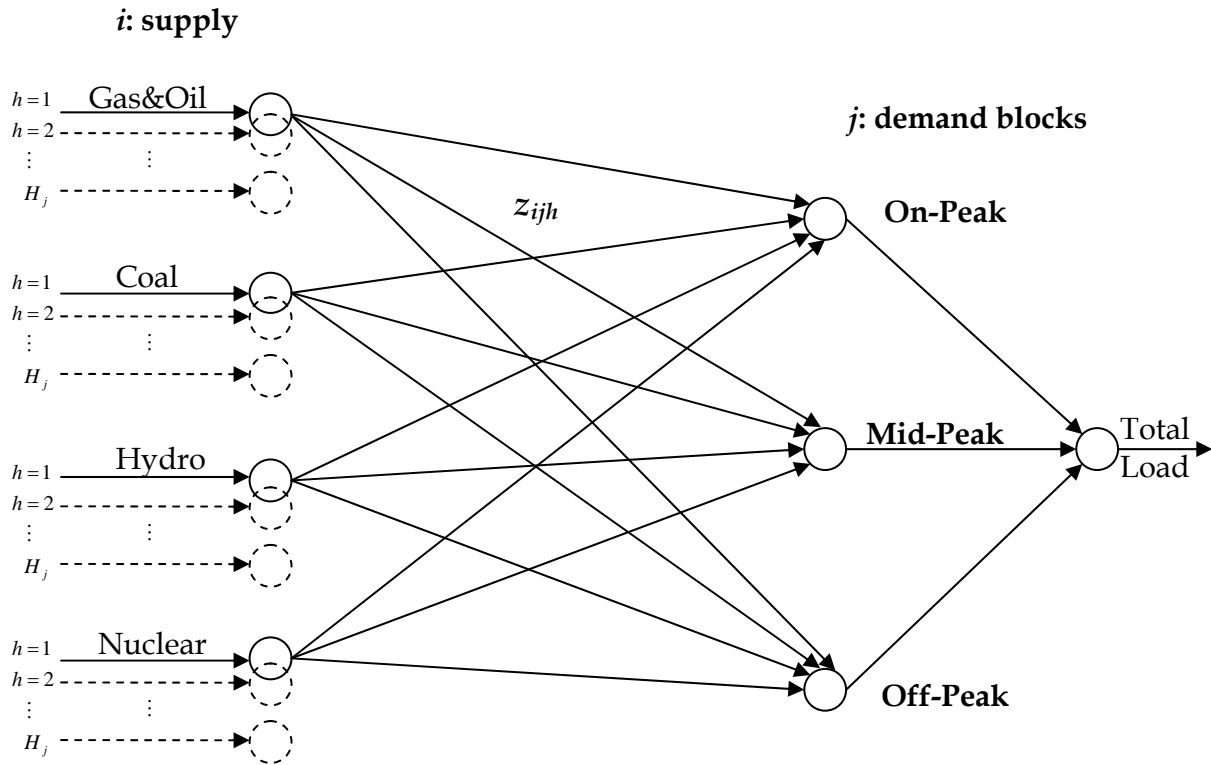 i: supply
h=1 Gas&Oil
h=2
⋮ ⋮
H_j
j: demand blocks
z_ijh
On-Peak
h=1 Coal
h=2
⋮ ⋮
H_j
Mid-Peak
Total
Load
h=1 Hydro
h=2
⋮ ⋮
H_j
h=1 Nuclear
h=2
⋮ ⋮
H_j
Off-Peak